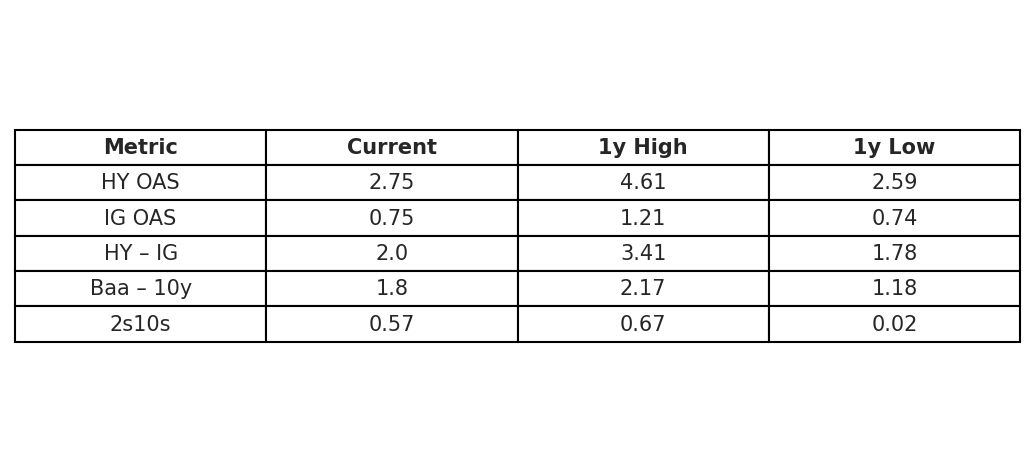 Metric Current 1y High 1y Low
HY OAS 2.75 4.61 2.59
IG OAS 0.75 1.21 0.74
HY – IG 2.0 3.41 1.78
Baa – 10y 1.8 2.17 1.18
2s10s 0.57 0.67 0.02